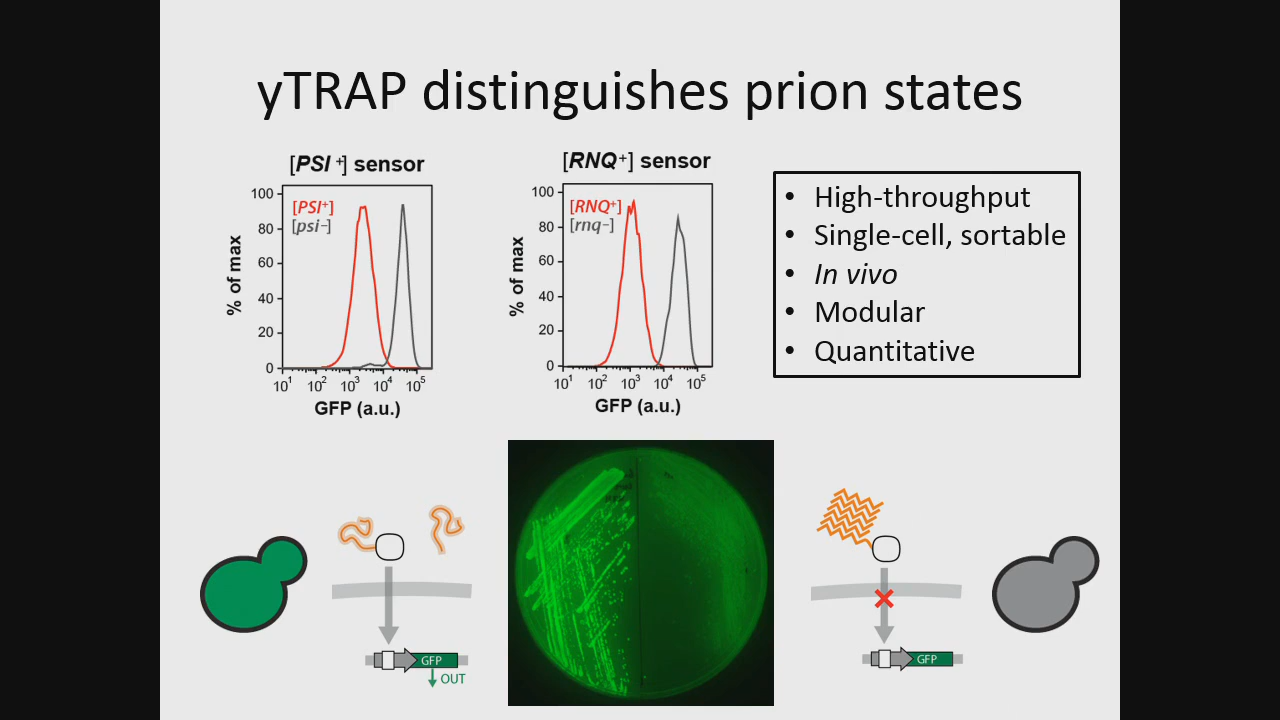 yTRAP distinguishes prion states
[PSI⁺] sensor
100
80
60
40
20
0
% of max
[PSI⁺]
[psi⁻]
10¹ 10² 10³ 10⁴ 10⁵
GFP (a.u.)
[RNQ⁺] sensor
100
80
60
40
20
0
% of max
[RNQ⁺]
[rnq⁻]
10¹ 10² 10³ 10⁴ 10⁵
GFP (a.u.)
• High-throughput
• Single-cell, sortable
• In vivo
• Modular
• Quantitative
GFP
OUT
GFP